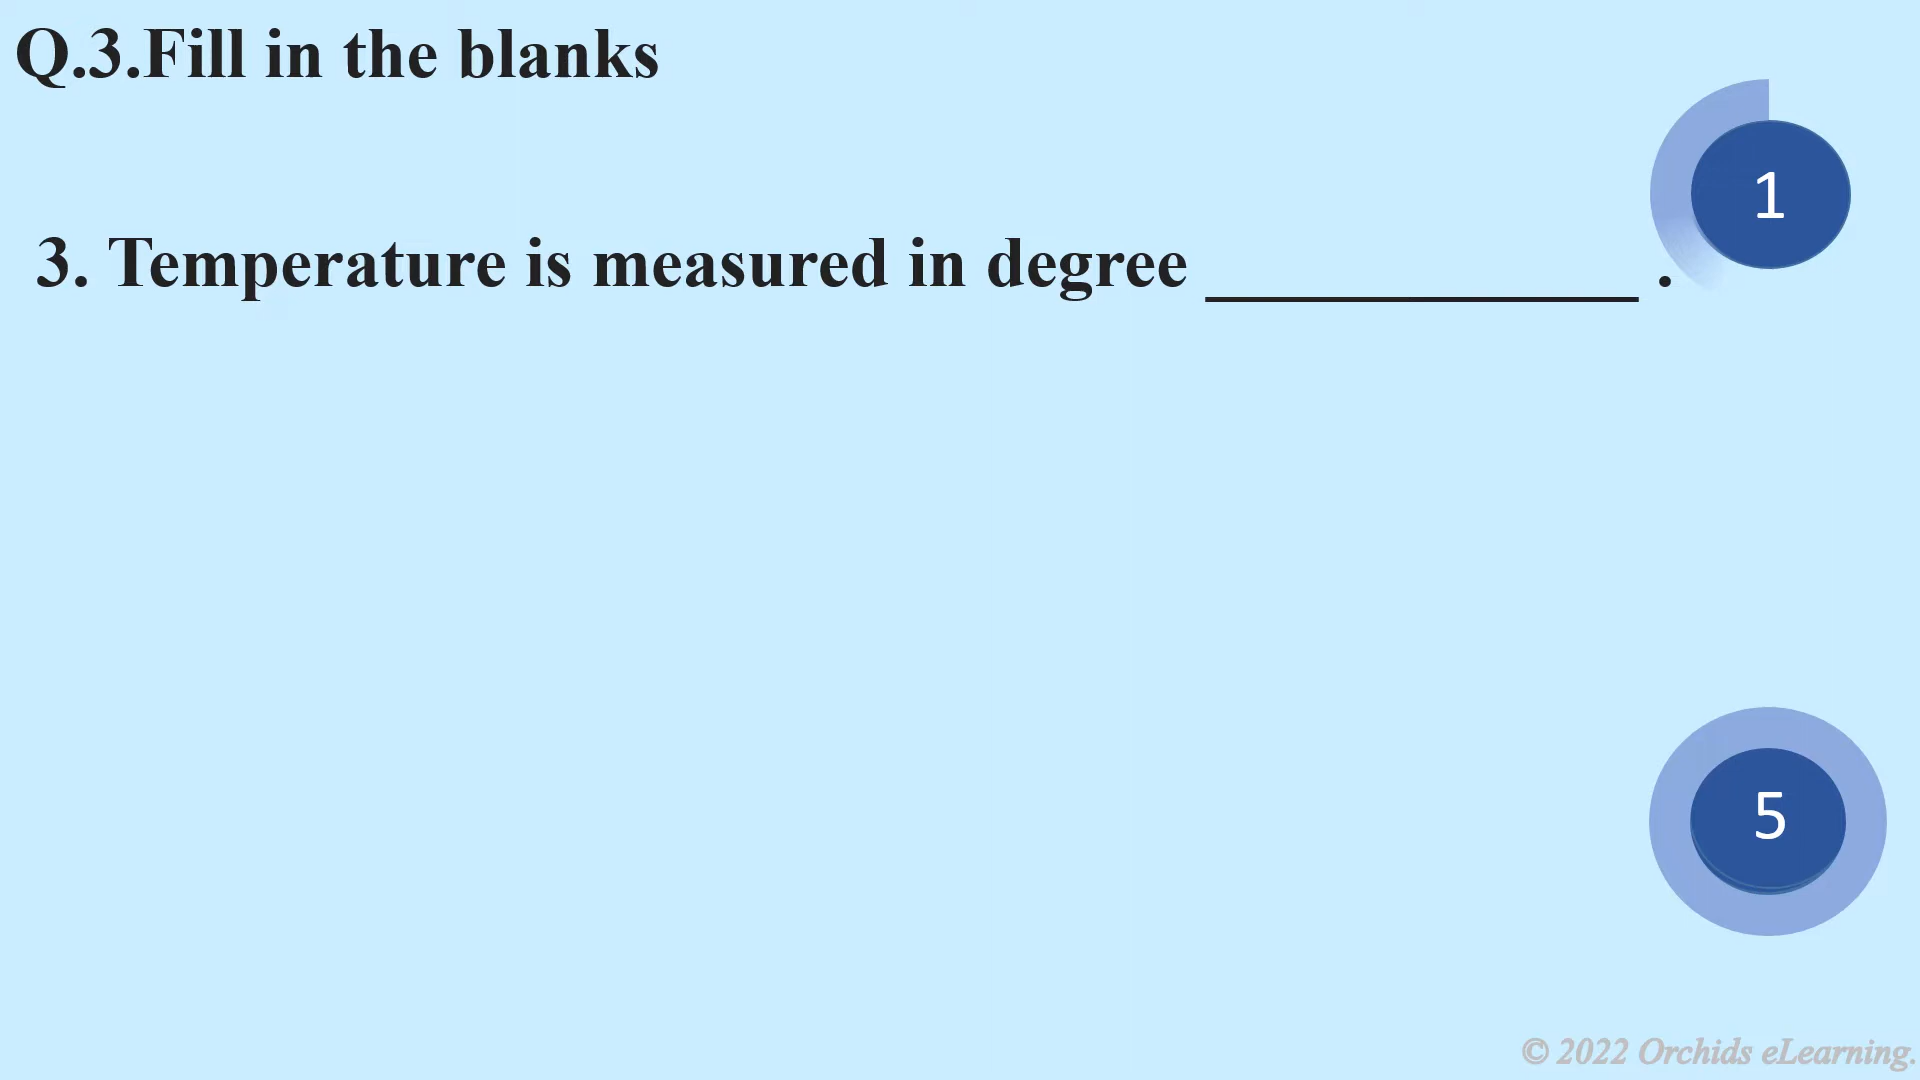 Q.3.Fill in the blanks
1
3. Temperature is measured in degree ____________ .
5
© 2022 Orchids eLearning.